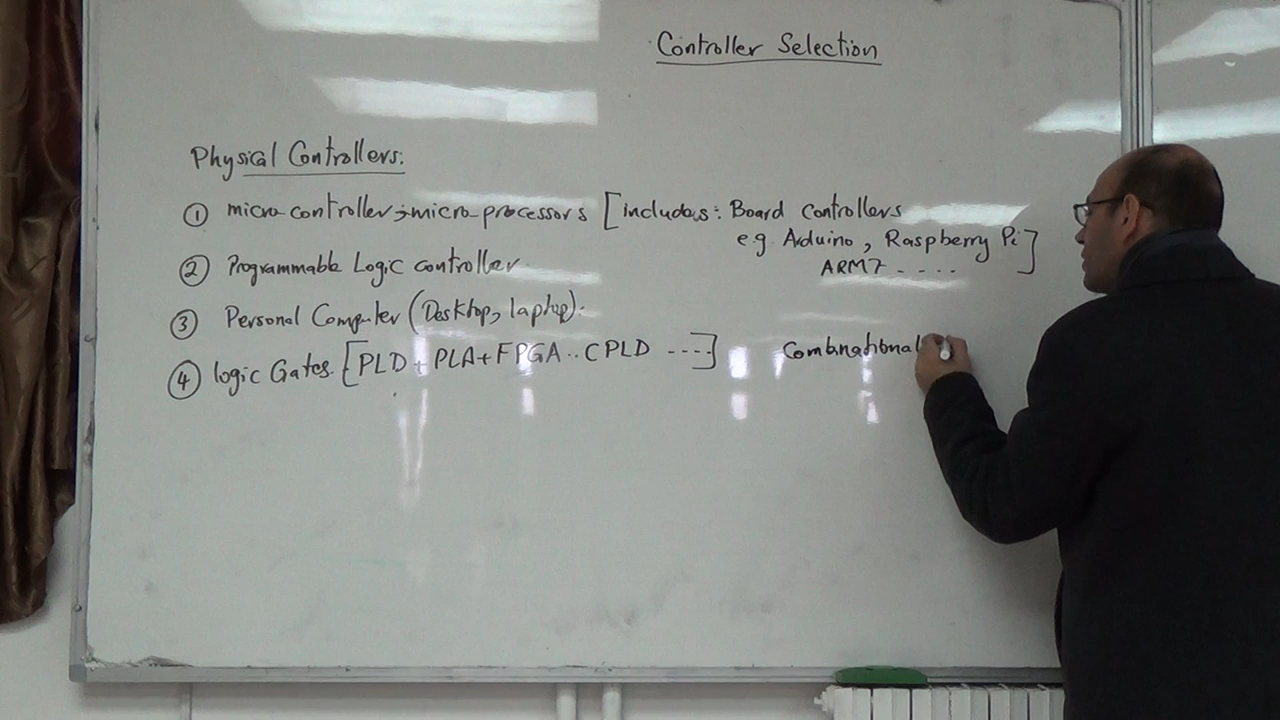 Controller Selection
Physical Controllers:
① micro-controllers; micro-processors [includes: Board controllers
e.g. Arduino, Raspberry Pi]
ARM7 - - . . .
② Programmable Logic controller
③ Personal Computer (Desktop, laptop).
④ logic Gates. [PLD + PLA + FPGA .. CPLD ----] Combinational